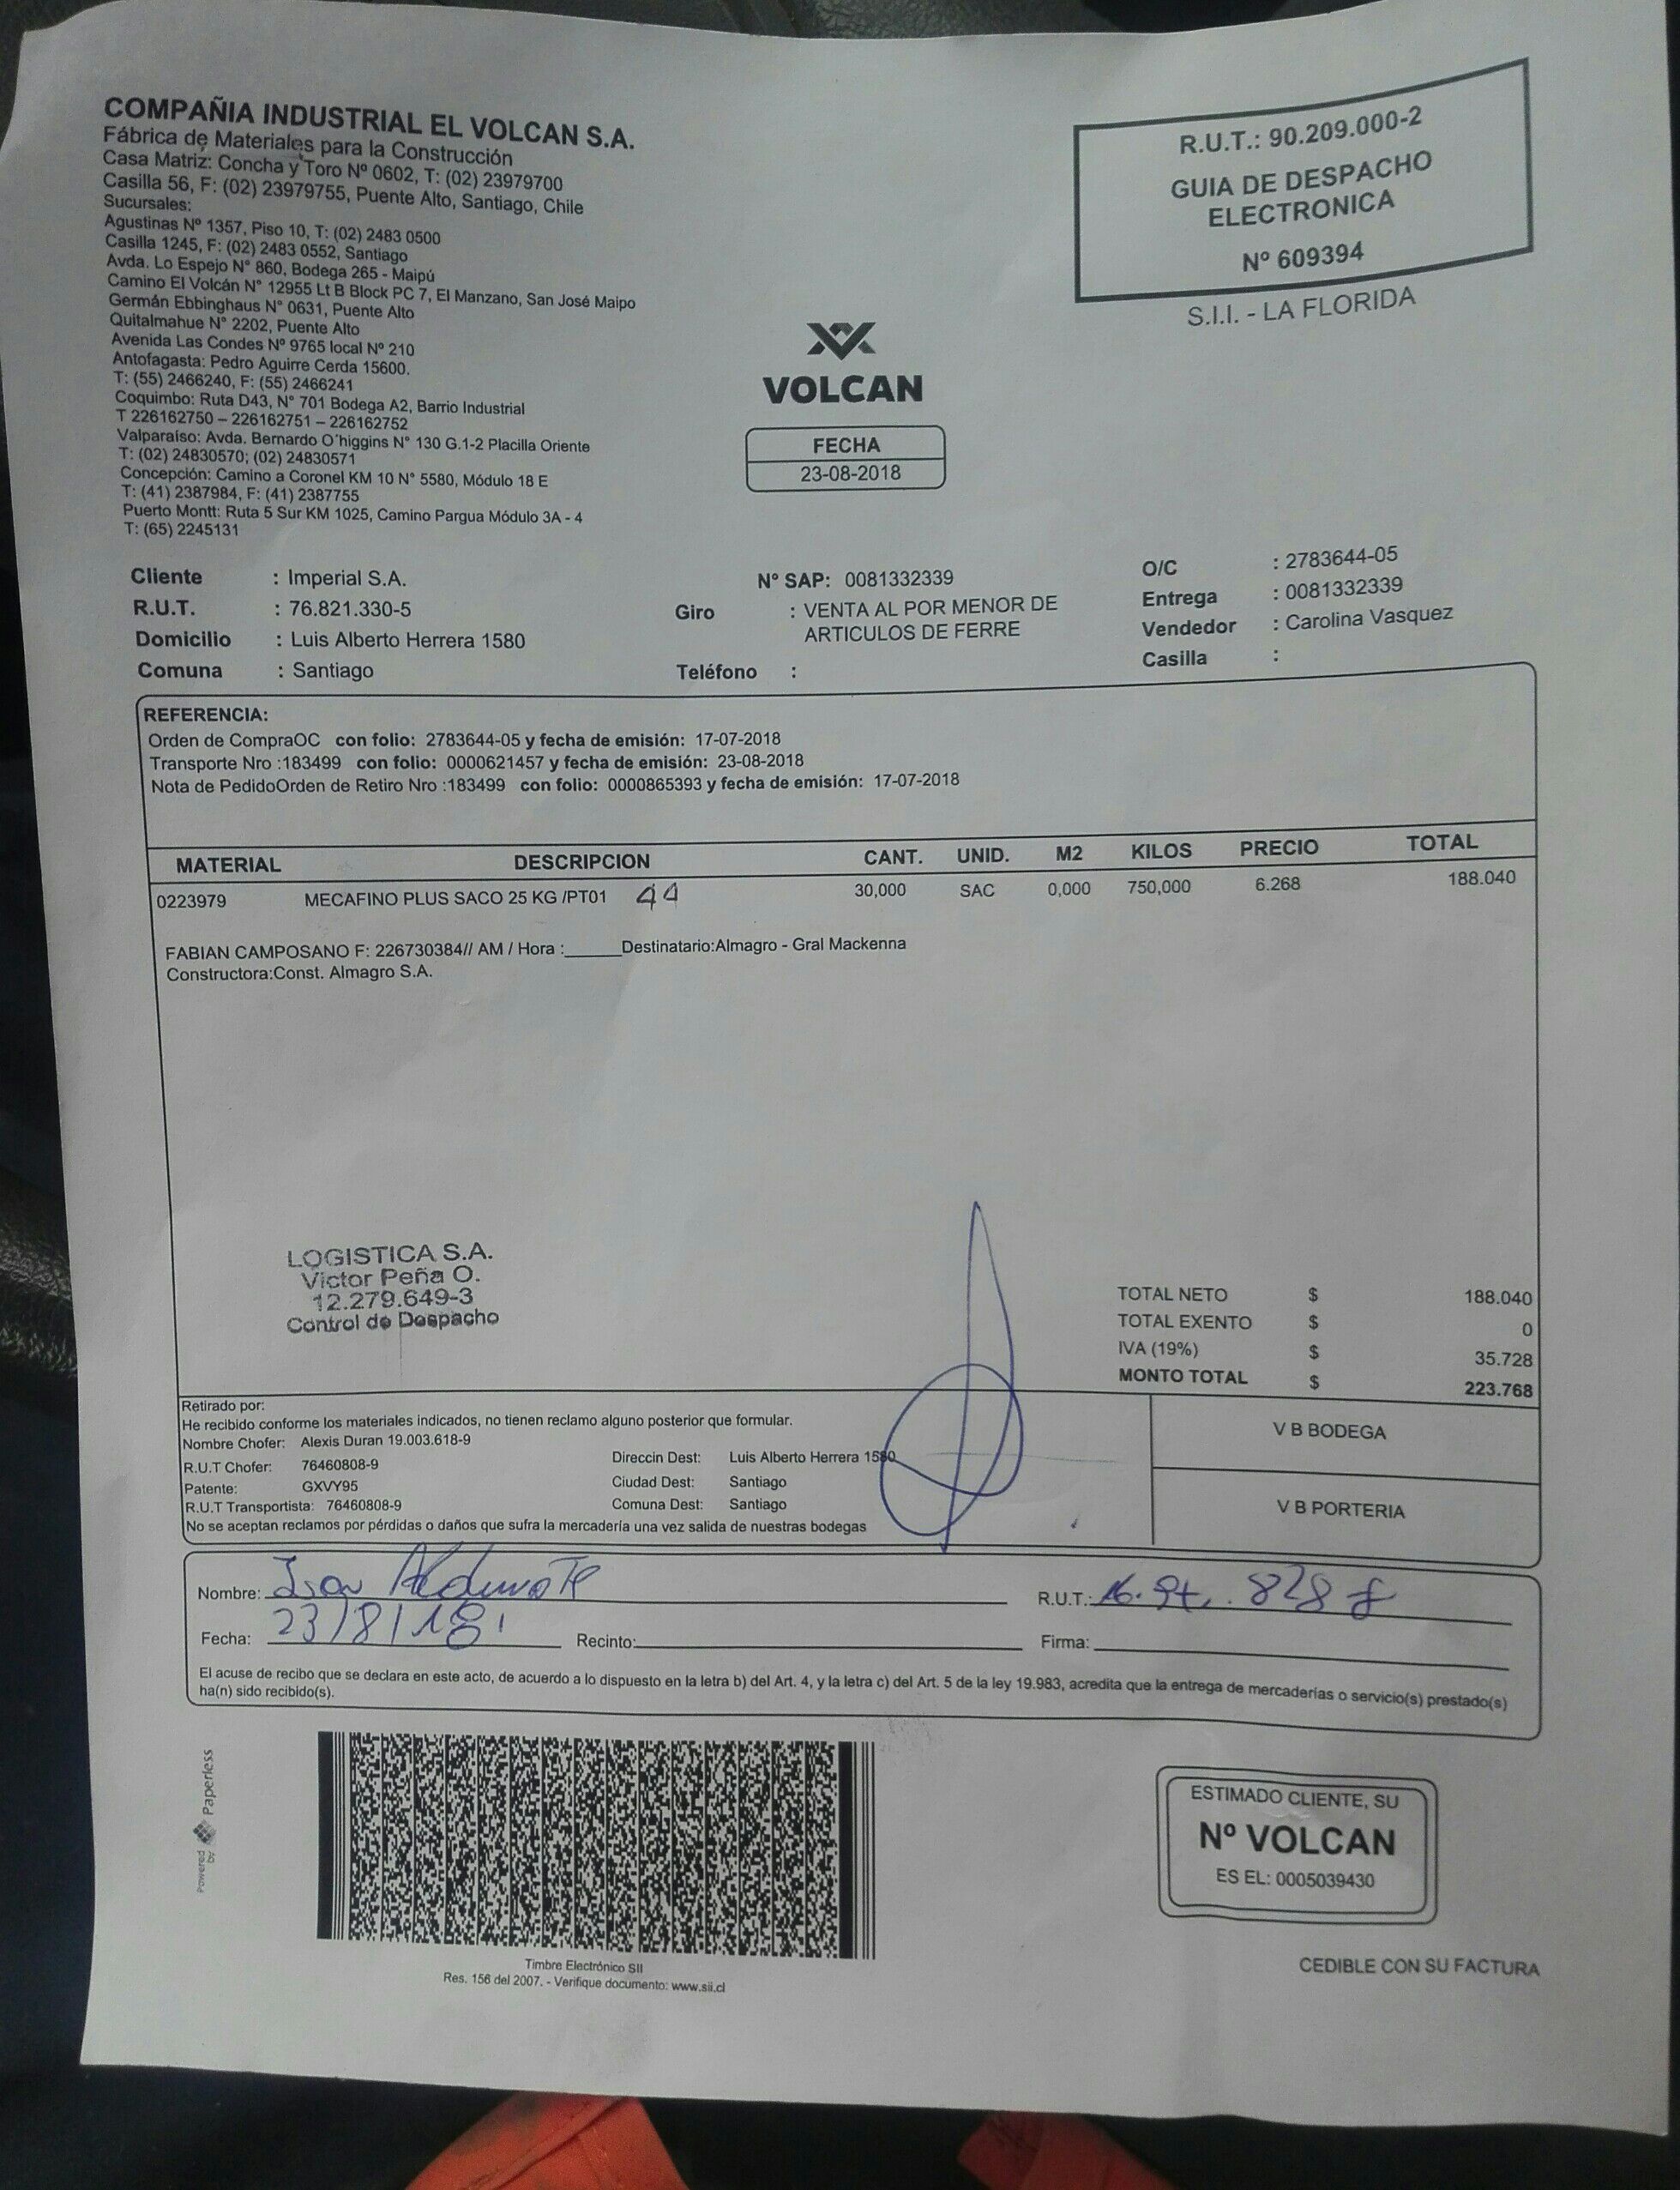 COMPAÑIA INDUSTRIAL EL VOLCAN S.A.
Fábrica de Materiales para la Construcción
Casa Matriz: Concha y Toro Nº 0602, T: (02) 23979700
Casilla 56, F: (02) 23979755, Puente Alto, Santiago, Chile
Sucursales:
Agustinas Nº 1357, Piso 10, T: (02) 2483 0500
Casilla 1245, F: (02) 2483 0552, Santiago
Avda. Lo Espejo N° 860, Bodega 265 - Maipú
Camino El Volcán N° 12955 Lt B Block PC 7, El Manzano, San José Maipo
Germán Ebbinghaus N° 0631, Puente Alto
Quitalmahue N° 2202, Puente Alto
Avenida Las Condes Nº 9765 local Nº 210
Antofagasta: Pedro Aguirre Cerda 15600.
T: (55) 2466240, F: (55) 2466241
Coquimbo: Ruta D43, N° 701 Bodega A2, Barrio Industrial
T 226162750 – 226162751 – 226162752
Valparaíso: Avda. Bernardo O´higgins N° 130 G.1-2 Placilla Oriente
T: (02) 24830570; (02) 24830571
Concepción: Camino a Coronel KM 10 N° 5580, Módulo 18 E
T: (41) 2387984, F: (41) 2387755
Puerto Montt: Ruta 5 Sur KM 1025, Camino Pargua Módulo 3A - 4
T: (65) 2245131
VOLCAN
FECHA
23-08-2018
R.U.T.: 90.209.000-2
GUIA DE DESPACHO
ELECTRONICA
Nº 609394
S.I.I. - LA FLORIDA
Cliente : Imperial S.A.
R.U.T. : 76.821.330-5
Domicilio : Luis Alberto Herrera 1580
Comuna : Santiago
N° SAP: 0081332339
Giro : VENTA AL POR MENOR DE
ARTICULOS DE FERRE
Teléfono :
O/C : 2783644-05
Entrega : 0081332339
Vendedor : Carolina Vasquez
Casilla :
REFERENCIA:
Orden de CompraOC con folio: 2783644-05 y fecha de emisión: 17-07-2018
Transporte Nro :183499 con folio: 0000621457 y fecha de emisión: 23-08-2018
Nota de PedidoOrden de Retiro Nro :183499 con folio: 0000865393 y fecha de emisión: 17-07-2018
MATERIAL DESCRIPCION CANT. UNID. M2 KILOS PRECIO TOTAL
0223979 MECAFINO PLUS SACO 25 KG /PT01 44 30,000 SAC 0,000 750,000 6.268 188.040
FABIAN CAMPOSANO F: 226730384// AM / Hora :______Destinatario:Almagro - Gral Mackenna
Constructora:Const. Almagro S.A.
LOGISTICA S.A.
Victor Peña O.
12.279.649-3
Control de Despacho
TOTAL NETO $ 188.040
TOTAL EXENTO $ 0
IVA (19%) $ 35.728
MONTO TOTAL $ 223.768
Retirado por:
He recibido conforme los materiales indicados, no tienen reclamo alguno posterior que formular.
Nombre Chofer: Alexis Duran 19.003.618-9
R.U.T Chofer: 76460808-9
Patente: GXVY95
R.U.T Transportista: 76460808-9
Direccin Dest: Luis Alberto Herrera 1580
Ciudad Dest: Santiago
Comuna Dest: Santiago
No se aceptan reclamos por pérdidas o daños que sufra la mercadería una vez salida de nuestras bodegas
V B BODEGA
V B PORTERIA
Nombre:
R.U.T.:
Fecha: 23/8/18
Recinto:
Firma:
El acuse de recibo que se declara en este acto, de acuerdo a lo dispuesto en la letra b) del Art. 4, y la letra c) del Art. 5 de la ley 19.983, acredita que la entrega de mercaderías o servicio(s) prestado(s)
ha(n) sido recibido(s).
Powered by Paperless
Timbre Electrónico SII
Res. 156 del 2007. - Verifique documento: www.sii.cl
ESTIMADO CLIENTE, SU
Nº VOLCAN
ES EL: 0005039430
CEDIBLE CON SU FACTURA